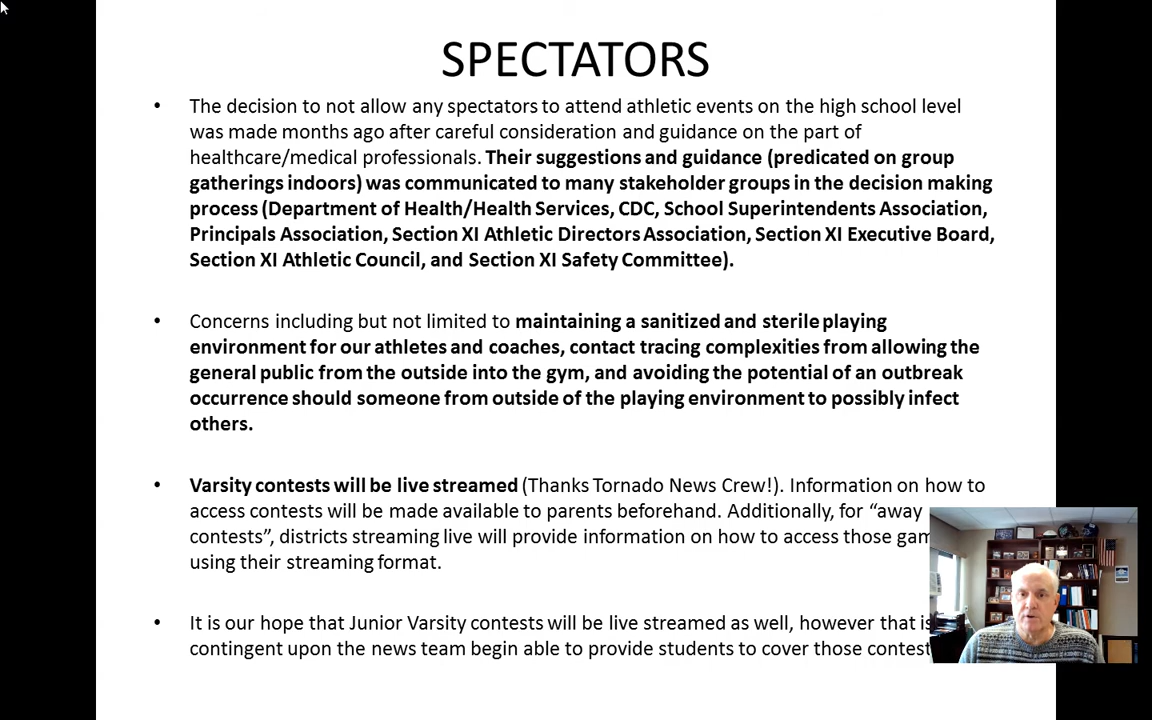 SPECTATORS
• The decision to not allow any spectators to attend athletic events on the high school level
was made months ago after careful consideration and guidance on the part of
healthcare/medical professionals. Their suggestions and guidance (predicated on group
gatherings indoors) was communicated to many stakeholder groups in the decision making
process (Department of Health/Health Services, CDC, School Superintendents Association,
Principals Association, Section XI Athletic Directors Association, Section XI Executive Board,
Section XI Athletic Council, and Section XI Safety Committee).
• Concerns including but not limited to maintaining a sanitized and sterile playing
environment for our athletes and coaches, contact tracing complexities from allowing the
general public from the outside into the gym, and avoiding the potential of an outbreak
occurrence should someone from outside of the playing environment to possibly infect
others.
• Varsity contests will be live streamed (Thanks Tornado News Crew!). Information on how to
access contests will be made available to parents beforehand. Additionally, for “away
contests”, districts streaming live will provide information on how to access those gam
using their streaming format.
• It is our hope that Junior Varsity contests will be live streamed as well, however that is
contingent upon the news team begin able to provide students to cover those contest